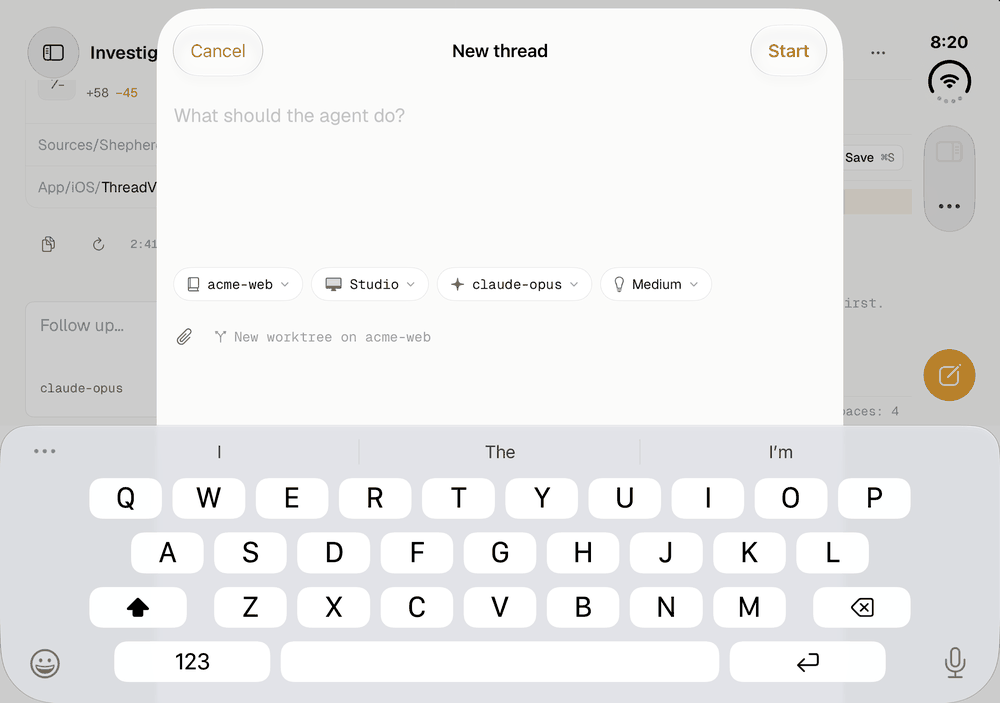 Investig
Cancel
New thread
Start
8:20
+58 −45
What should the agent do?
Sources/Shepher
Save ⌘S
App/iOS/ThreadV
2:41
acme-web
Studio
claude-opus
Medium
irst.
Follow up...
New worktree on acme-web
claude-opus
paces: 4
I
The
I'm
Q W E R T Y U I O P
A S D F G H J K L
Z X C V B N M
123